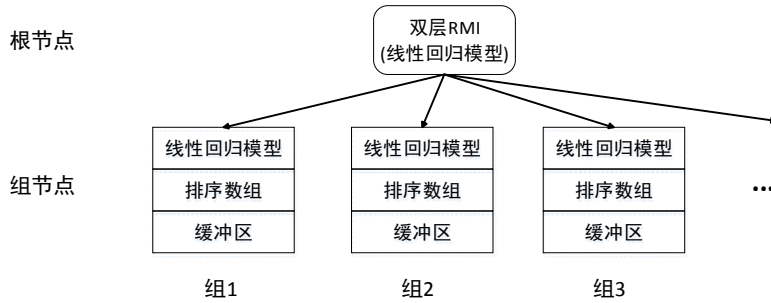 根节点
双层RMI
(线性回归模型)
组节点
线性回归模型
排序数组
缓冲区
线性回归模型
排序数组
缓冲区
线性回归模型
排序数组
缓冲区
...
组1
组2
组3